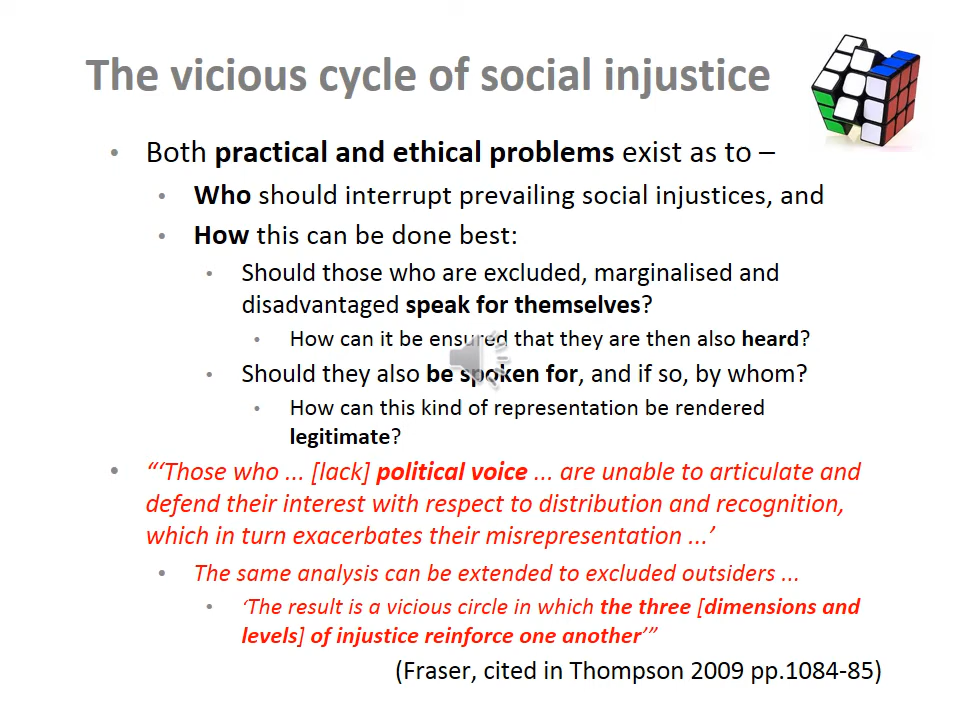 The vicious cycle of social injustice
• Both practical and ethical problems exist as to –
• Who should interrupt prevailing social injustices, and
• How this can be done best:
• Should those who are excluded, marginalised and
disadvantaged speak for themselves?
• How can it be ensured that they are then also heard?
• Should they also be spoken for, and if so, by whom?
• How can this kind of representation be rendered
legitimate?
• “‘Those who ... [lack] political voice ... are unable to articulate and
defend their interest with respect to distribution and recognition,
which in turn exacerbates their misrepresentation ...’
• The same analysis can be extended to excluded outsiders ...
• ‘The result is a vicious circle in which the three [dimensions and
levels] of injustice reinforce one another’”
(Fraser, cited in Thompson 2009 pp.1084-85)